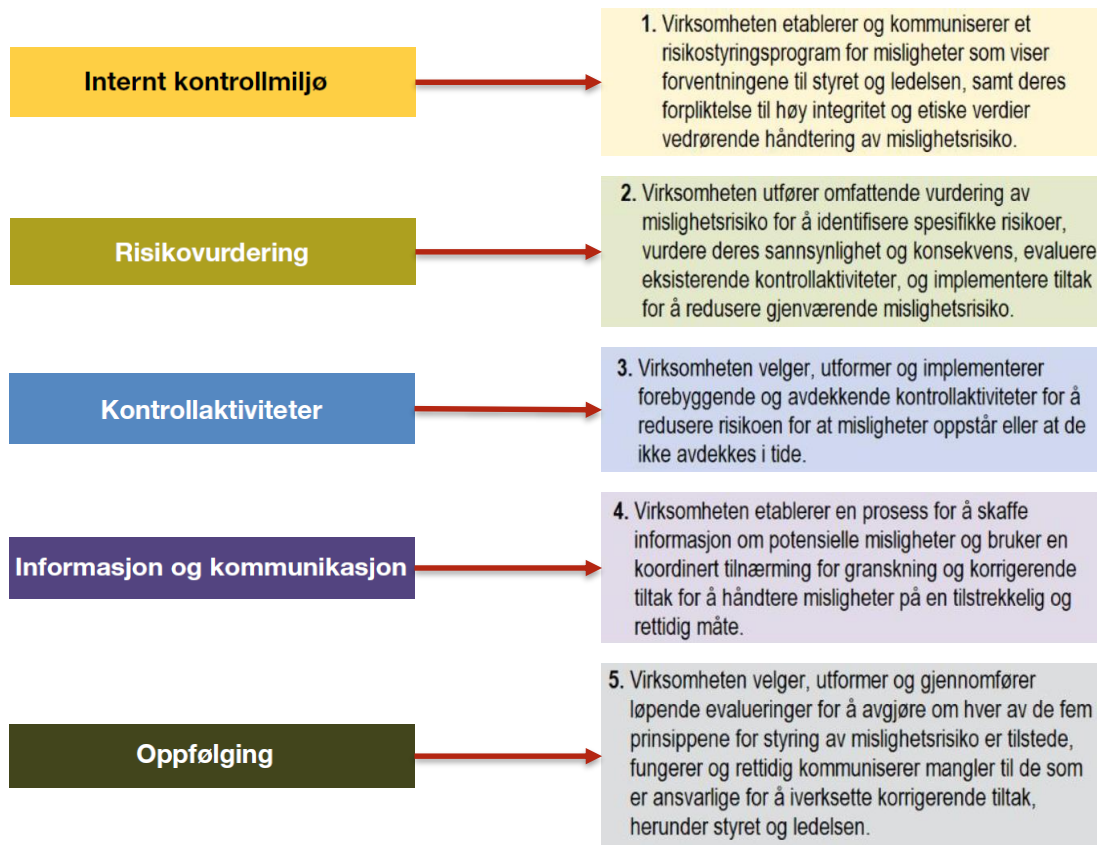 Internt kontrollmiljø
1. Virksomheten etablerer og kommuniserer et
risikostyringsprogram for misligheter som viser
forventningene til styret og ledelsen, samt deres
forpliktelse til høy integritet og etiske verdier
vedrørende håndtering av mislighetsrisiko.
Risikovurdering
2. Virksomheten utfører omfattende vurdering av
mislighetsrisiko for å identifisere spesifikke risikoer,
vurdere deres sannsynlighet og konsekvens, evaluere
eksisterende kontrollaktiviteter, og implementere tiltak
for å redusere gjenværende mislighetsrisiko.
Kontrollaktiviteter
3. Virksomheten velger, utformer og implementerer
forebyggende og avdekkende kontrollaktiviteter for å
redusere risikoen for at misligheter oppstår eller at de
ikke avdekkes i tide.
Informasjon og kommunikasjon
4. Virksomheten etablerer en prosess for å skaffe
informasjon om potensielle misligheter og bruker en
koordinert tilnærming for granskning og korrigerende
tiltak for å håndtere misligheter på en tilstrekkelig og
rettidig måte.
Oppfølging
5. Virksomheten velger, utformer og gjennomfører
løpende evalueringer for å avgjøre om hver av de fem
prinsippene for styring av mislighetsrisiko er tilstede,
fungerer og rettidig kommuniserer mangler til de som
er ansvarlige for å iverksette korrigerende tiltak,
herunder styret og ledelsen.